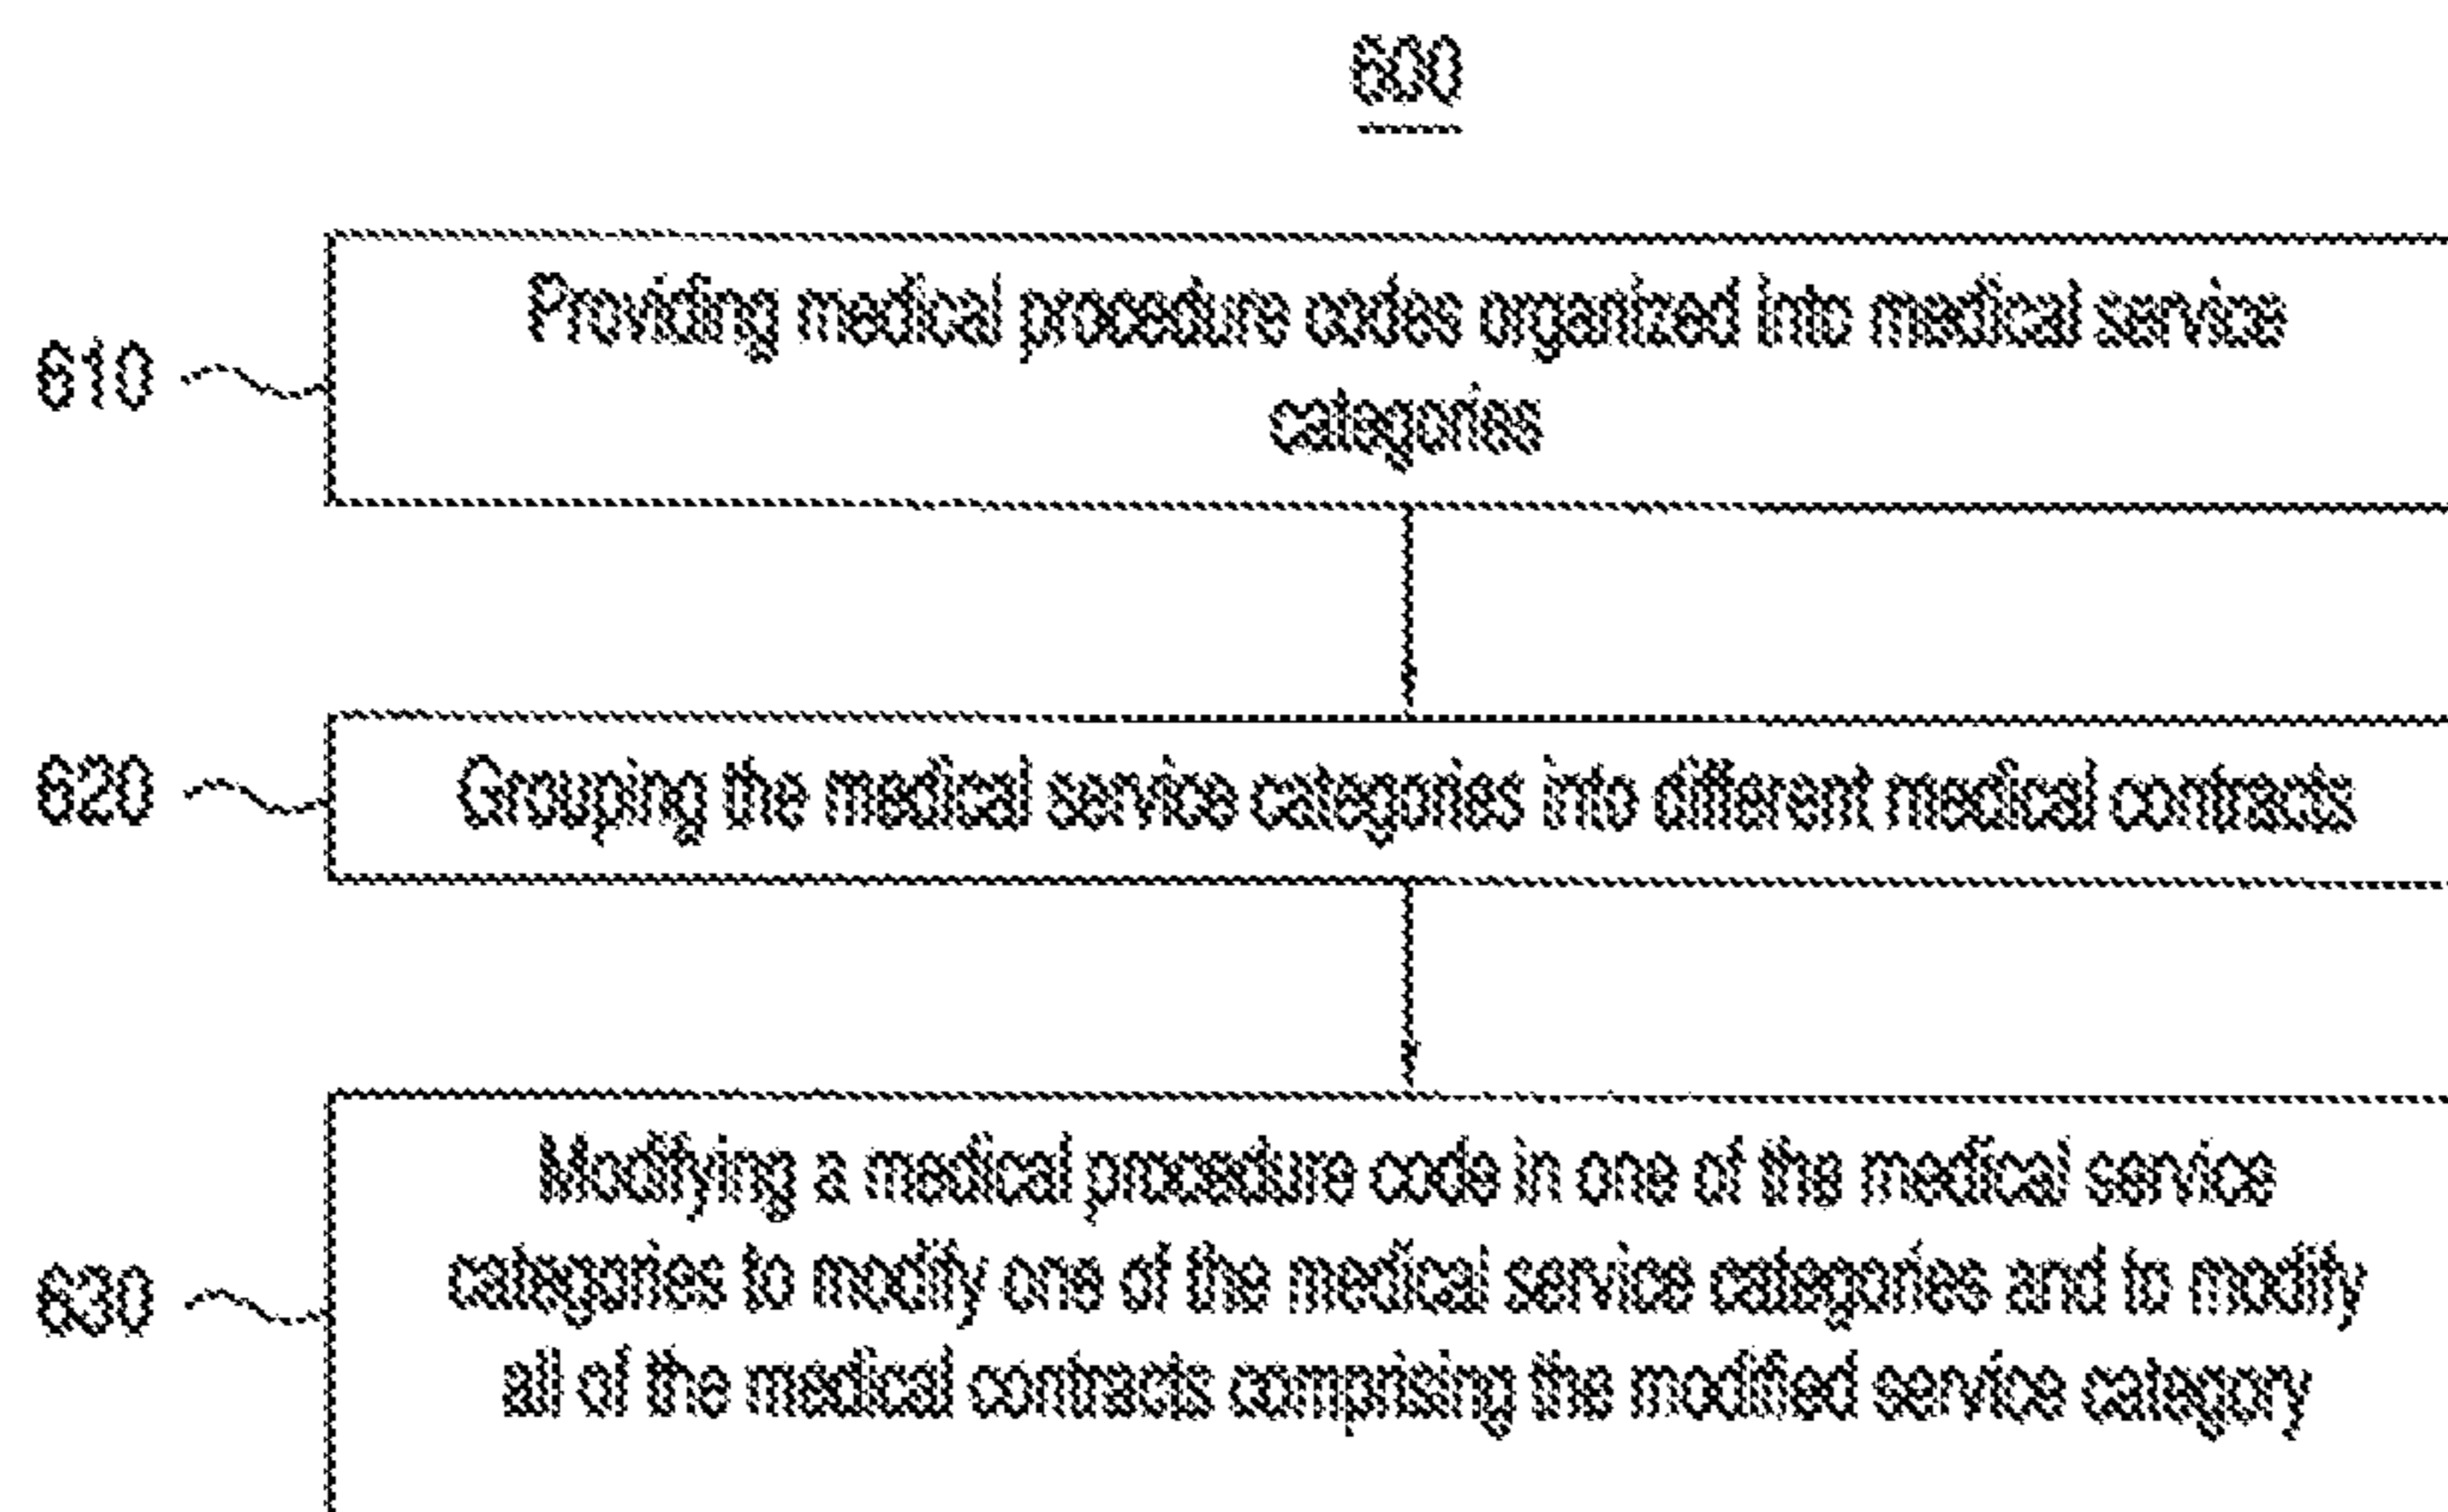 600
Providing medical procedure codes organized into medical service
categories
610
Grouping the medical service categories into different medical contracts
620
Modifying a medical procedure code in one of the medical service
categories to modify one of the medical service categories and to modify
all of the medical contracts comprising the modified service category
630